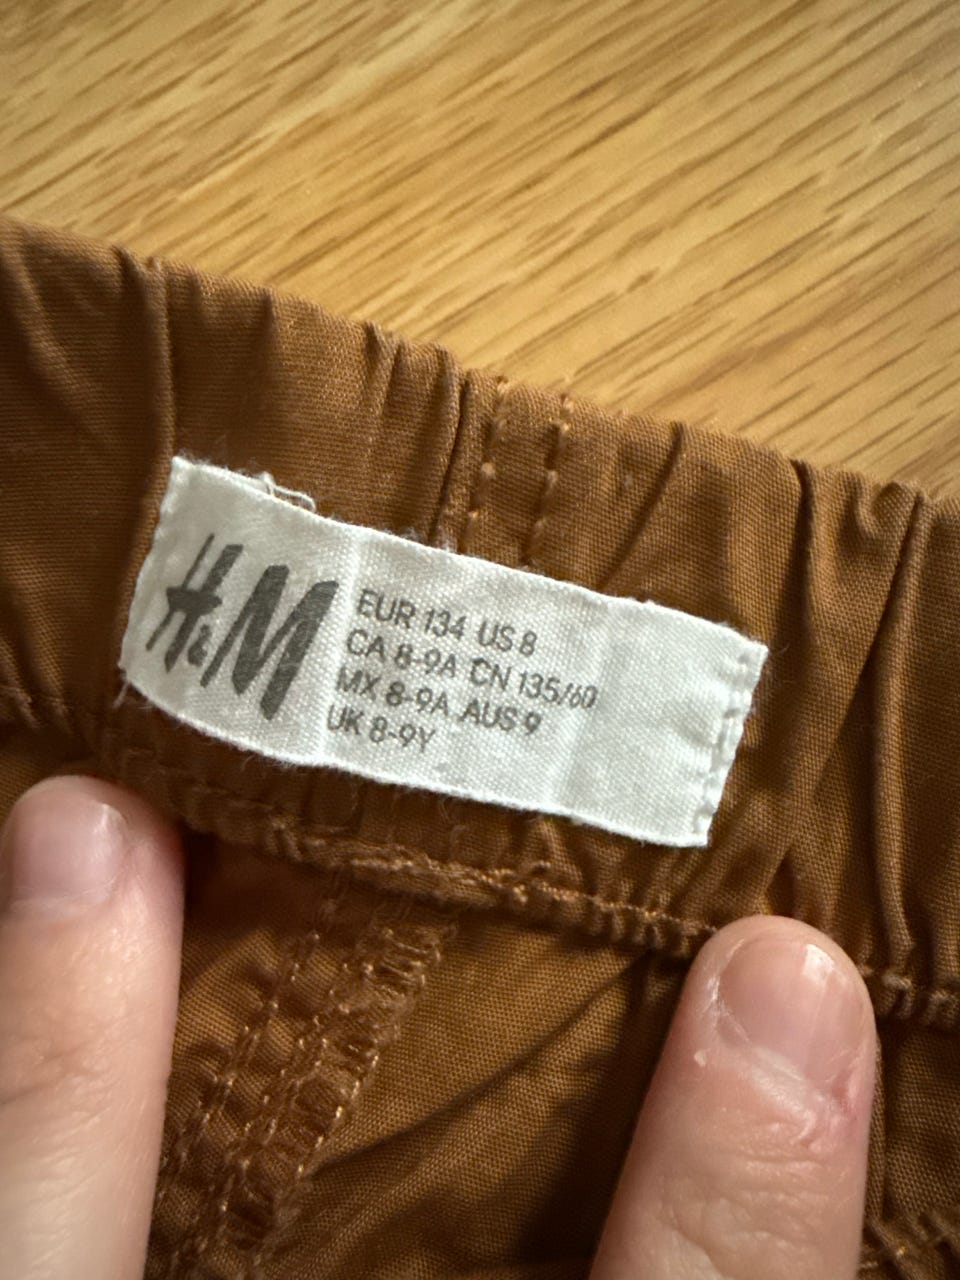 H&M
EUR 134 US 8
CA 8-9A CN 135/60
MX 8-9A AUS 9
UK 8-9Y